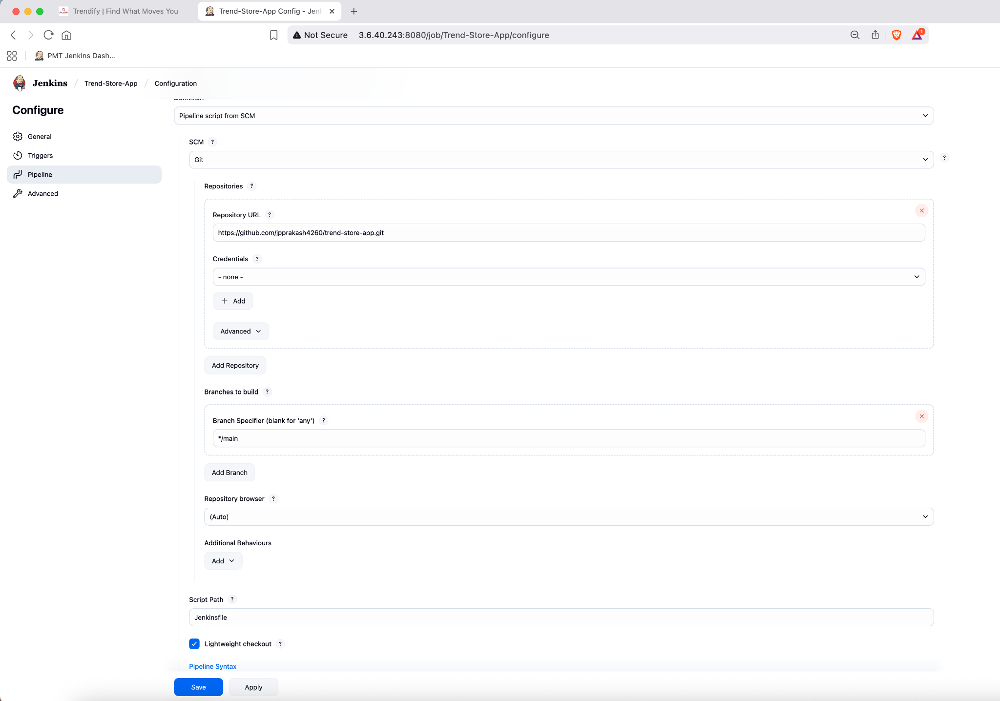 Trendify | Find What Moves You
Trend-Store-App Config - Jen
Not Secure 3.6.40.243:8080/job/Trend-Store-App/configure
1
PMT Jenkins Dash...
Jenkins / Trend-Store-App / Configuration
Configure
General
Triggers
Pipeline
Advanced
Definition
Pipeline script from SCM
SCM ?
Git
?
Repositories ?
Repository URL ?
https://github.com/jpprakash4260/trend-store-app.git
Credentials ?
- none -
+ Add
Advanced
Add Repository
Branches to build ?
Branch Specifier (blank for 'any') ?
*/main
Add Branch
Repository browser ?
(Auto)
Additional Behaviours
Add
Script Path ?
Jenkinsfile
Lightweight checkout ?
Pipeline Syntax
Save
Apply